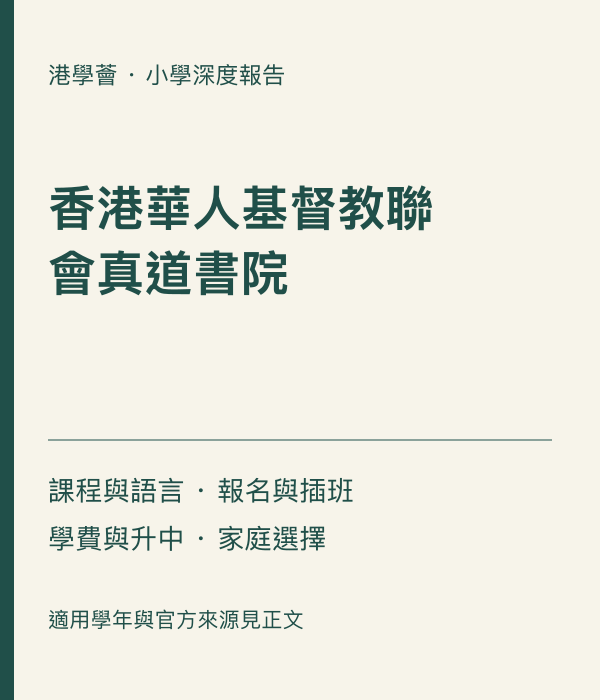 港學薈 · 小學深度報告
香港華人基督教聯
會真道書院
課程與語言 · 報名與插班
學費與升中 · 家庭選擇
適用學年與官方來源見正文